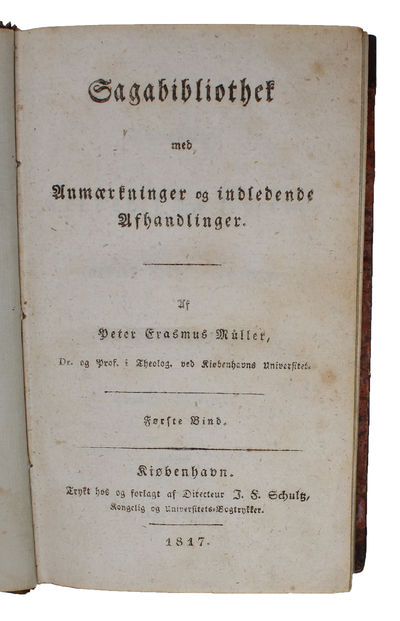 Sagabibliothek
med
Anmærkninger og indledende
Afhandlinger.
Af
Peter Erasmus Müller,
Dr. og Prof. i Theolog. ved Kiøbenhavns Universitet.
Første Bind.
Kiøbenhavn.
Trykt hos og forlagt af Directeur J. F. Schultz,
Kongelig og Universitets-Bogtrykker.
1817.